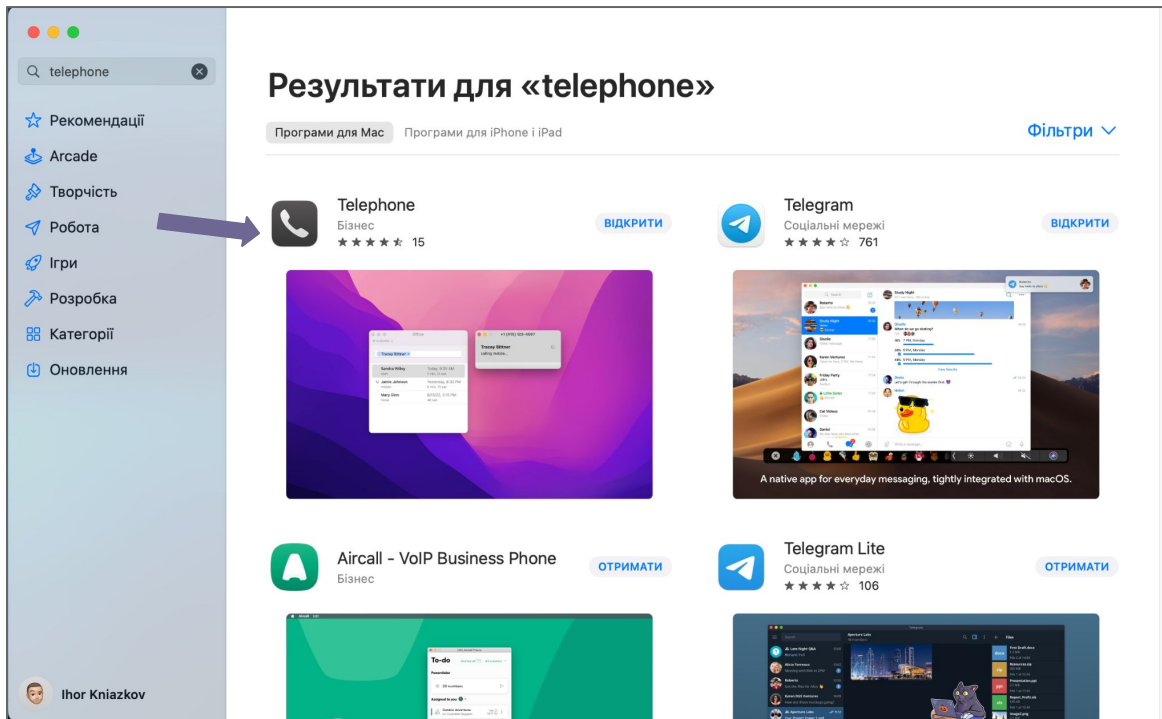 telephone
Рекомендації
Arcade
Творчість
Робота
Ігри
Розробка
Категорії
Оновлення
Ihor Kniazkov
Результати для «telephone»
Програми для Mac Програми для iPhone і iPad
Фільтри
Telephone
Бізнес
15
ВІДКРИТИ
Telegram
Соціальні мережі
761
ВІДКРИТИ
A native app for everyday messaging, tightly integrated with macOS.
Aircall - VoIP Business Phone
Бізнес
ОТРИМАТИ
To-do
Telegram Lite
Соціальні мережі
106
ОТРИМАТИ